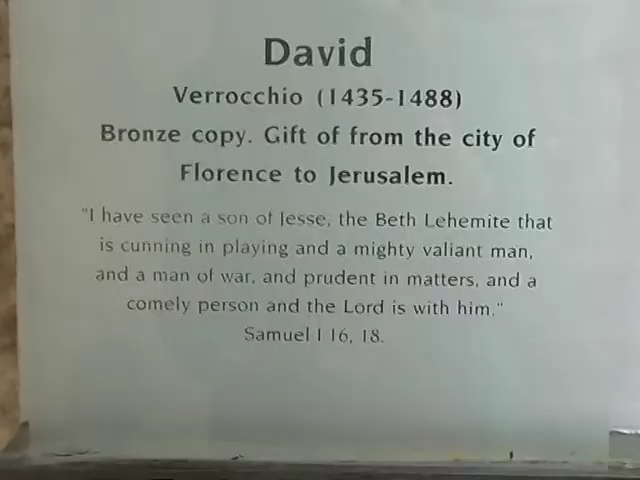 David
Verrocchio (1435-1488)
Bronze copy. Gift of from the city of
Florence to Jerusalem.
"I have seen a son of Jesse, the Beth Lehemite that
is cunning in playing and a mighty valiant man,
and a man of war, and prudent in matters, and a
comely person and the Lord is with him."
Samuel I 16, 18.